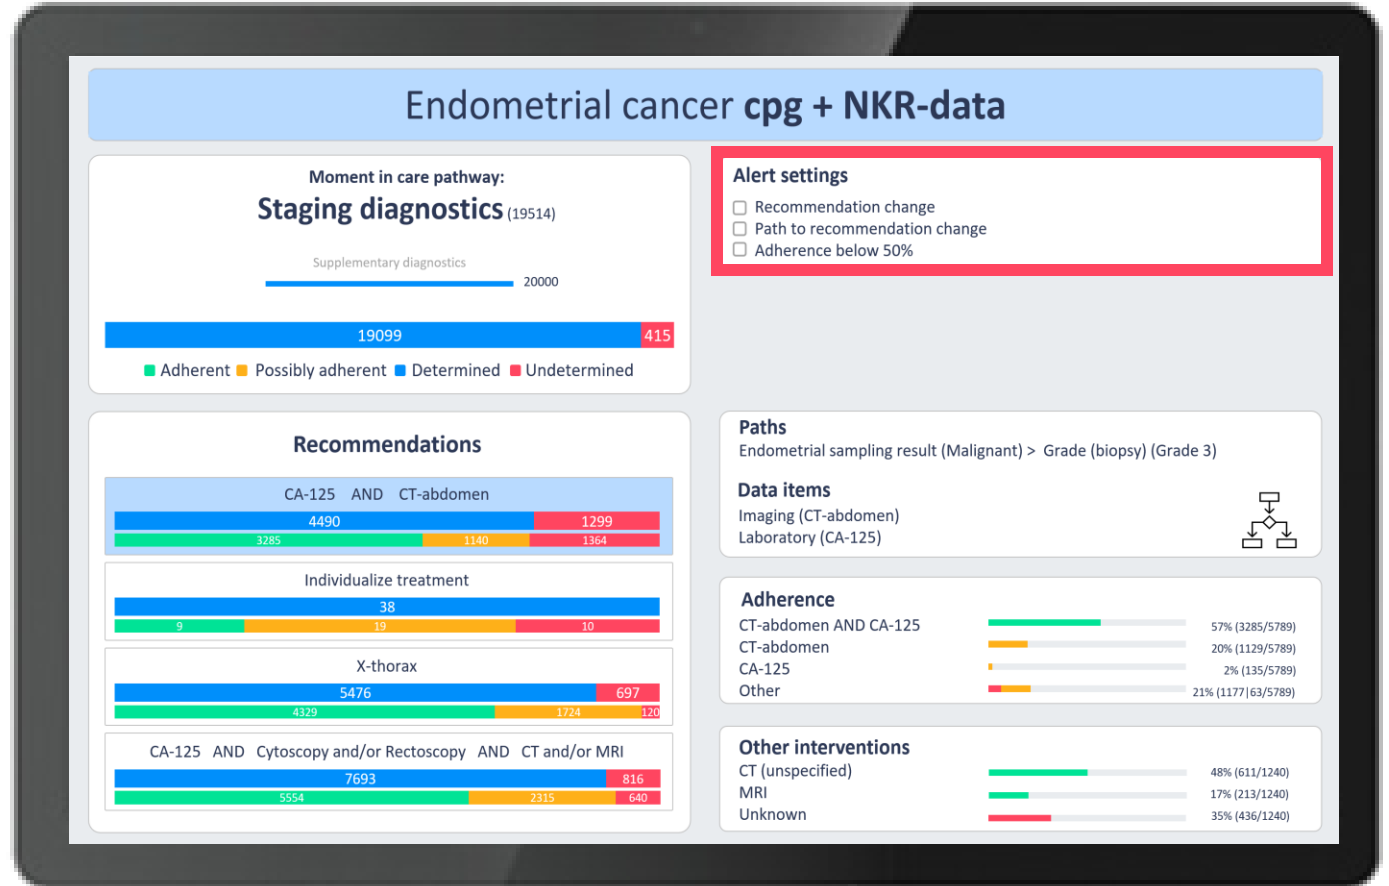 Endometrial cancer cpg + NKR-data
Moment in care pathway:
Staging diagnostics (19514)
Supplementary diagnostics
20000
19099 415
Adherent Possibly adherent Determined Undetermined
Alert settings
Recommendation change
Path to recommendation change
Adherence below 50%
Recommendations
CA-125 AND CT-abdomen
4490 1299
3285 1140 1364
Individualize treatment
38
9 19 10
X-thorax
5476 697
4329 1724 120
CA-125 AND Cytoscopy and/or Rectoscopy AND CT and/or MRI
7693 816
5554 2315 640
Paths
Endometrial sampling result (Malignant) > Grade (biopsy) (Grade 3)
Data items
Imaging (CT-abdomen)
Laboratory (CA-125)
Adherence
CT-abdomen AND CA-125 57% (3285/5789)
CT-abdomen 20% (1129/5789)
CA-125 2% (135/5789)
Other 21% (1177|63/5789)
Other interventions
CT (unspecified) 48% (611/1240)
MRI 17% (213/1240)
Unknown 35% (436/1240)